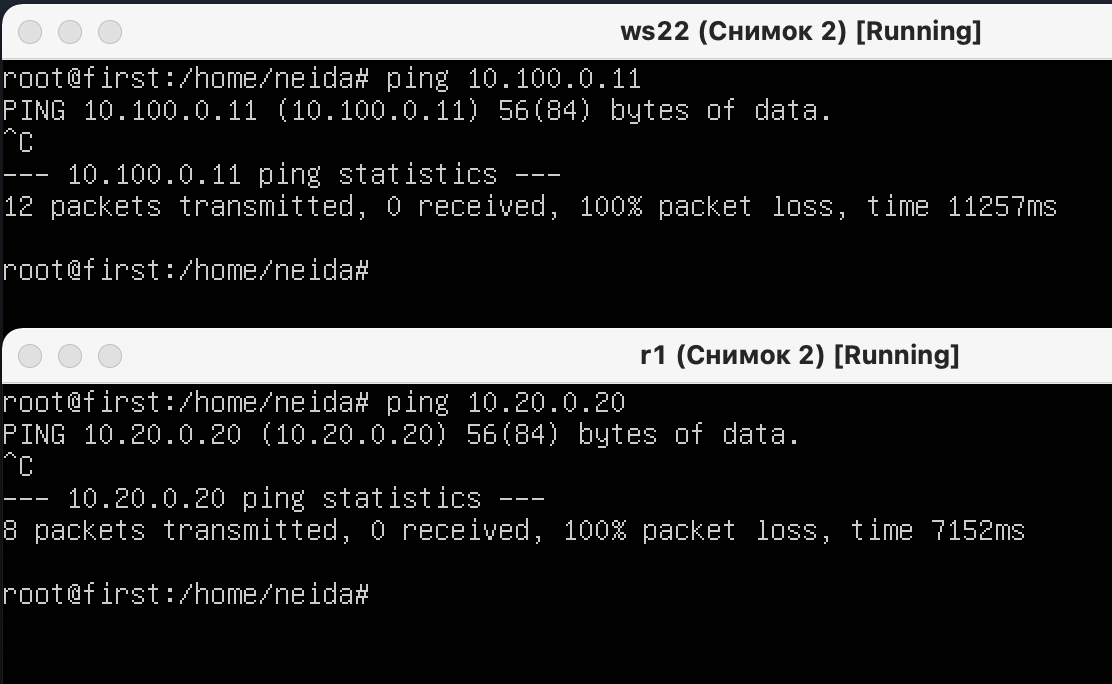 ws22 (Снимок 2) [Running]
root@first:/home/neida# ping 10.100.0.11
PING 10.100.0.11 (10.100.0.11) 56(84) bytes of data.
^C
--- 10.100.0.11 ping statistics ---
12 packets transmitted, 0 received, 100% packet loss, time 11257ms
root@first:/home/neida#
r1 (Снимок 2) [Running]
root@first:/home/neida# ping 10.20.0.20
PING 10.20.0.20 (10.20.0.20) 56(84) bytes of data.
^C
--- 10.20.0.20 ping statistics ---
8 packets transmitted, 0 received, 100% packet loss, time 7152ms
root@first:/home/neida#